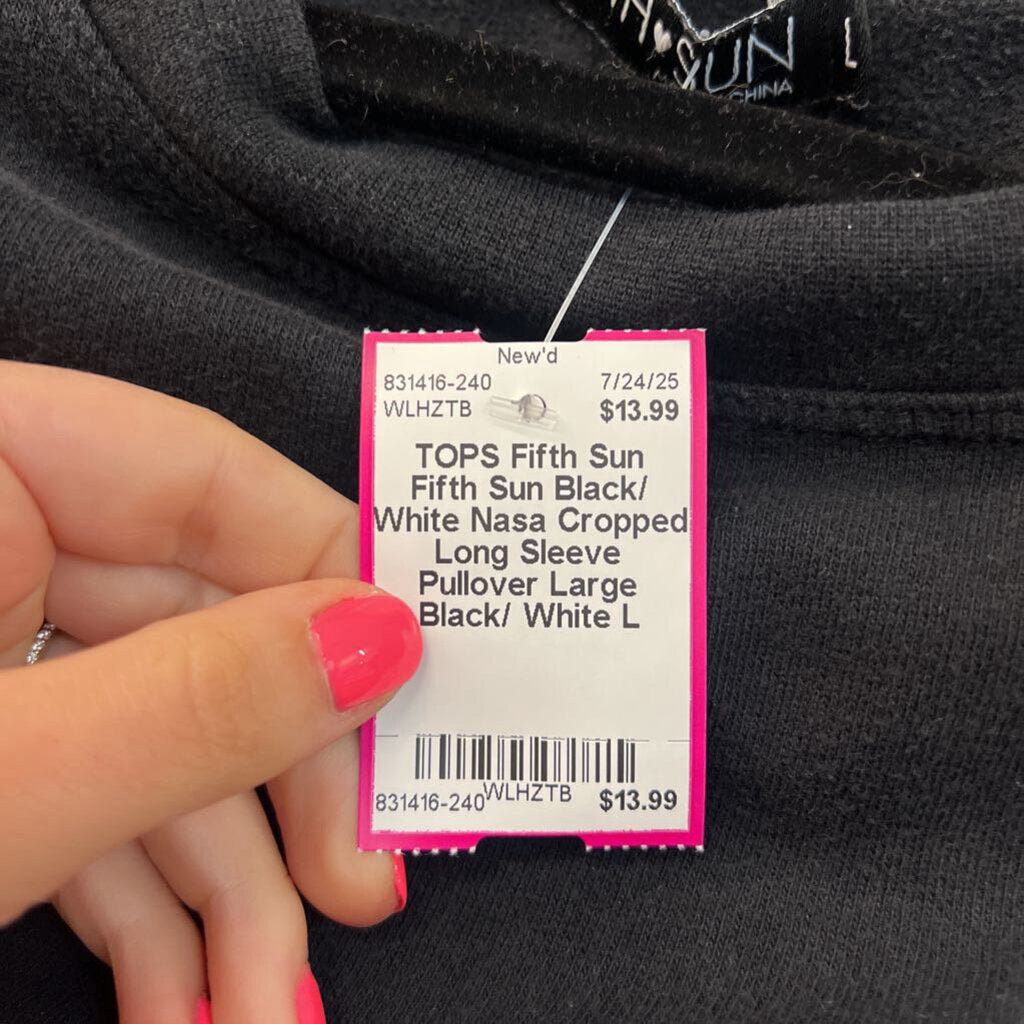 SUN
L
CHINA
New'd
831416-240 7/24/25
WLHZTB $13.99
TOPS Fifth Sun
Fifth Sun Black/
White Nasa Cropped
Long Sleeve
Pullover Large
Black/ White L
831416-240 WLHZTB $13.99